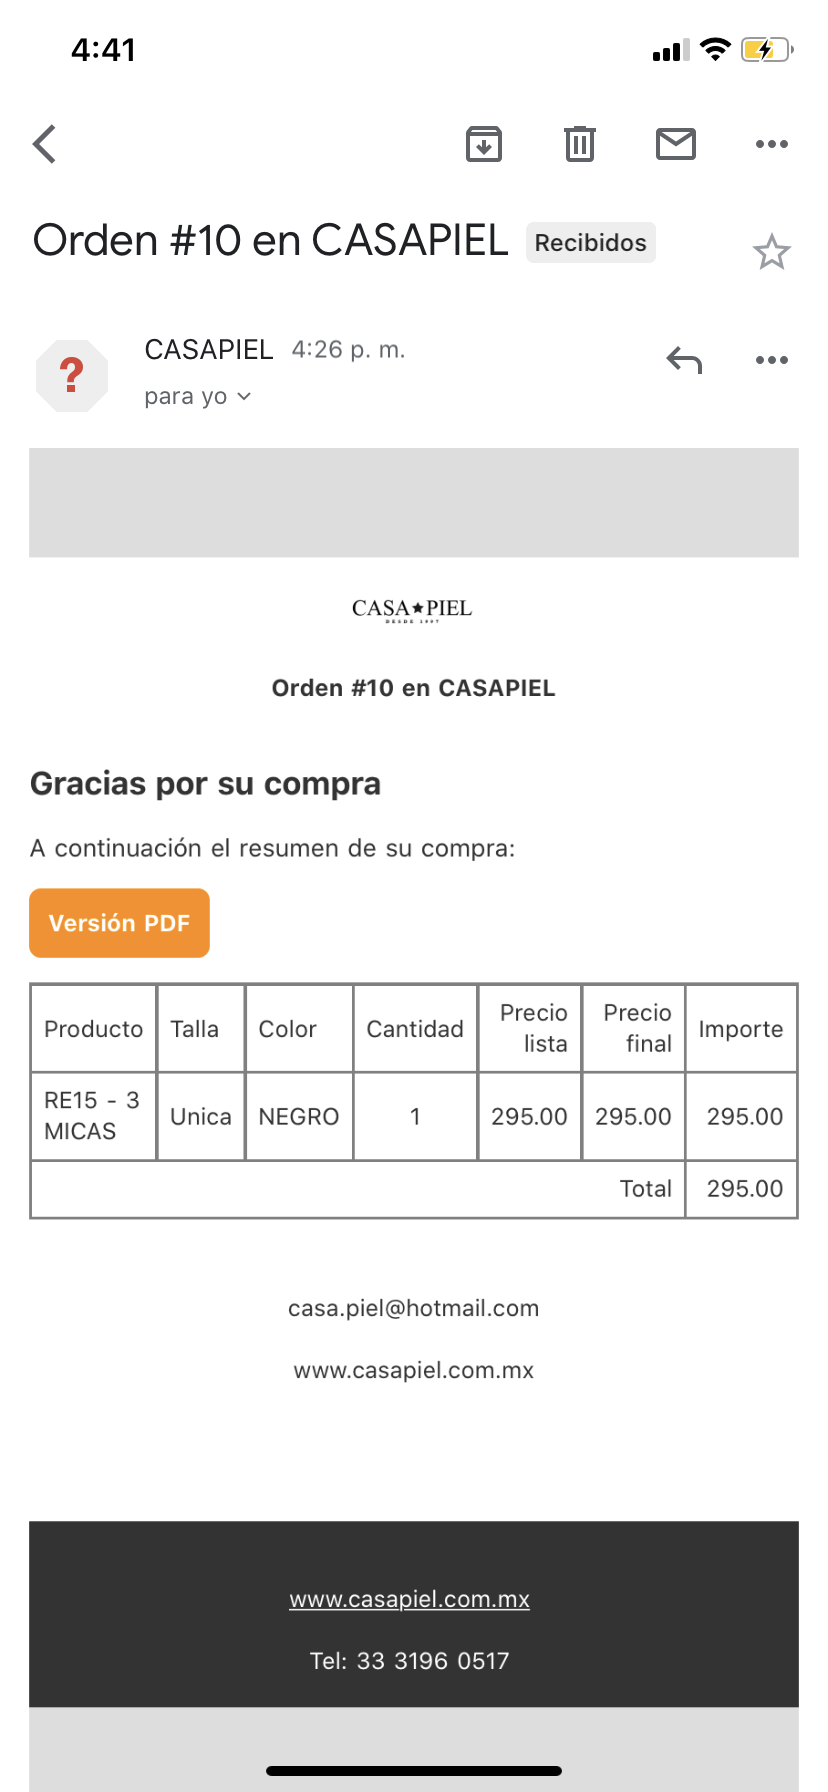 4:41
Orden #10 en CASAPIEL Recibidos
?
CASAPIEL 4:26 p. m.
para yo
CASA★PIEL
DESDE 1997
Orden #10 en CASAPIEL
Gracias por su compra
A continuación el resumen de su compra:
Versión PDF
Producto Talla Color Cantidad Precio lista Precio final Importe
RE15 - 3 MICAS Unica NEGRO 1 295.00 295.00 295.00
Total 295.00
casa.piel@hotmail.com
www.casapiel.com.mx
www.casapiel.com.mx
Tel: 33 3196 0517